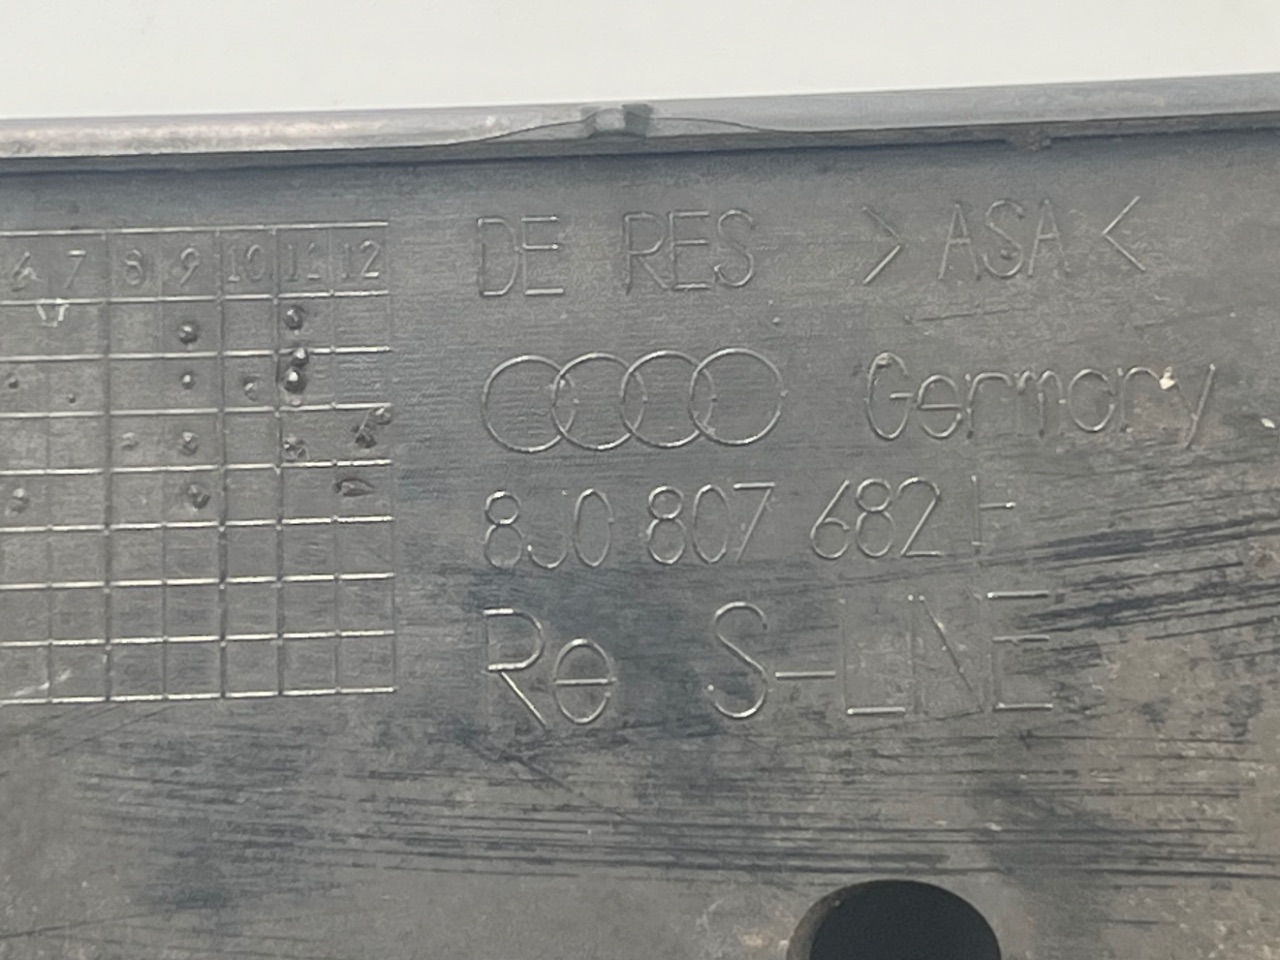 6 7 8 9 10 11 12
DE RES >ASA<
Germany
8J0 807 682 F
Re S-LINE